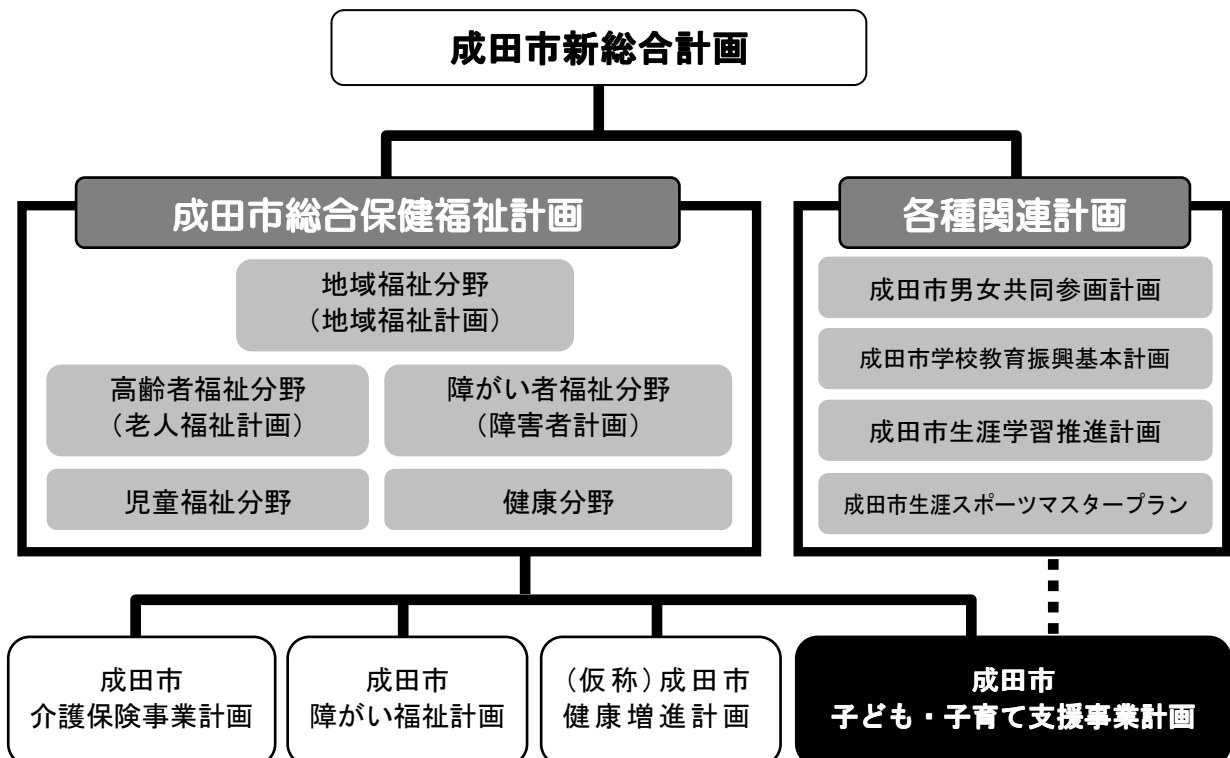 成田市新総合計画
成田市総合保健福祉計画
地域福祉分野
（地域福祉計画）
高齢者福祉分野
（老人福祉計画）
障がい者福祉分野
（障害者計画）
児童福祉分野
健康分野
各種関連計画
成田市男女共同参画計画
成田市学校教育振興基本計画
成田市生涯学習推進計画
成田市生涯スポーツマスタープラン
成田市
介護保険事業計画
成田市
障がい福祉計画
（仮称）成田市
健康増進計画
成田市
子ども・子育て支援事業計画